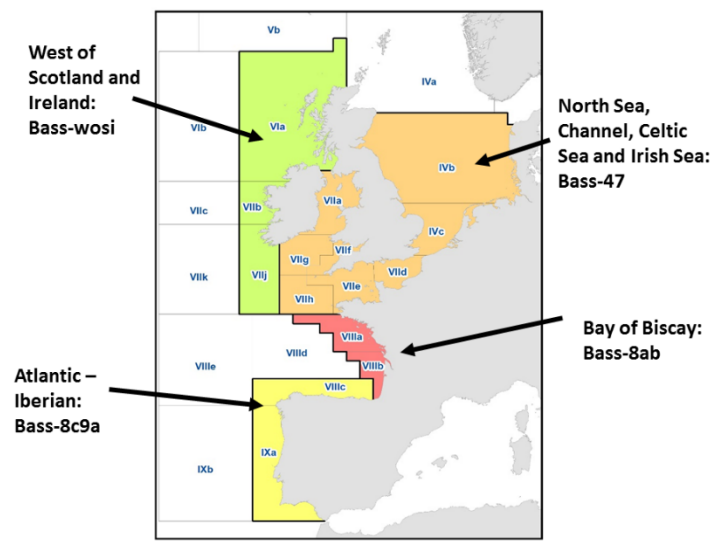 Vb
West of
Scotland and
Ireland:
Bass-wosi
IVa
North Sea,
Channel, Celtic
Sea and Irish Sea:
Bass-47
VIb
VIa
IVb
VIIc
VIIb
VIIa
IVc
VIIk
VIIj
VIIg
VIIf
VIId
VIIe
VIIh
Bay of Biscay:
Bass-8ab
VIIIa
VIIIe
VIIId
VIIIb
Atlantic –
Iberian:
Bass-8c9a
VIIIc
IXb
IXa